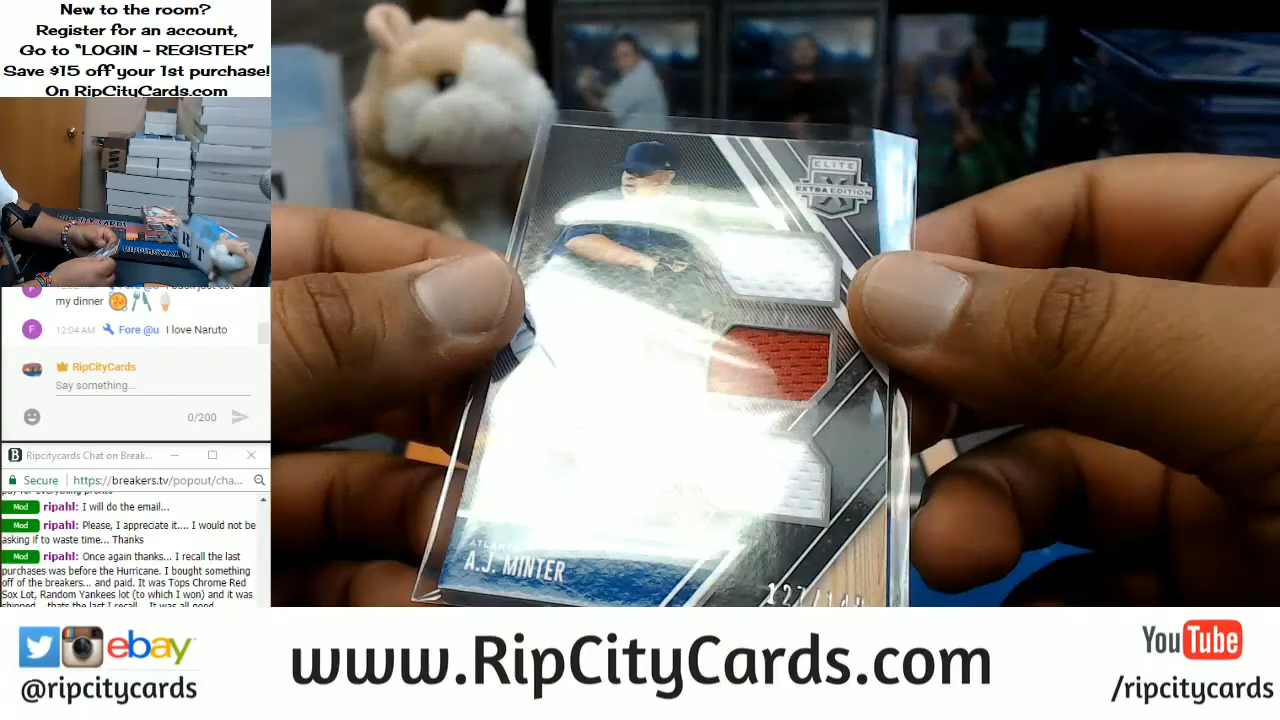 New to the room?
Register for an account,
Go to "LOGIN - REGISTER"
Save $15 off your 1st purchase!
On RipCityCards.com
my dinner
F 12:04 AM Fore @u I love Naruto
RipCityCards
Say something...
0/200
Ripcitycards Chat on Break...
Secure https://breakers.tv/popout/cha...
Mod ripahl: I will do the email...
Mod ripahl: Please, I appreciate it.... I would not be
asking if to waste time... Thanks
Mod ripahl: Once again thanks... I recall the last
purchases was before the Hurricane. I bought something
off of the breakers... and paid. It was Tops Chrome Red
Sox Lot, Random Yankees lot (to which I won) and it was
ELITE
EXTRA EDITION
A.J. MINTER
ebay
@ripcitycards
www.RipCityCards.com
YouTube
/ripcitycards